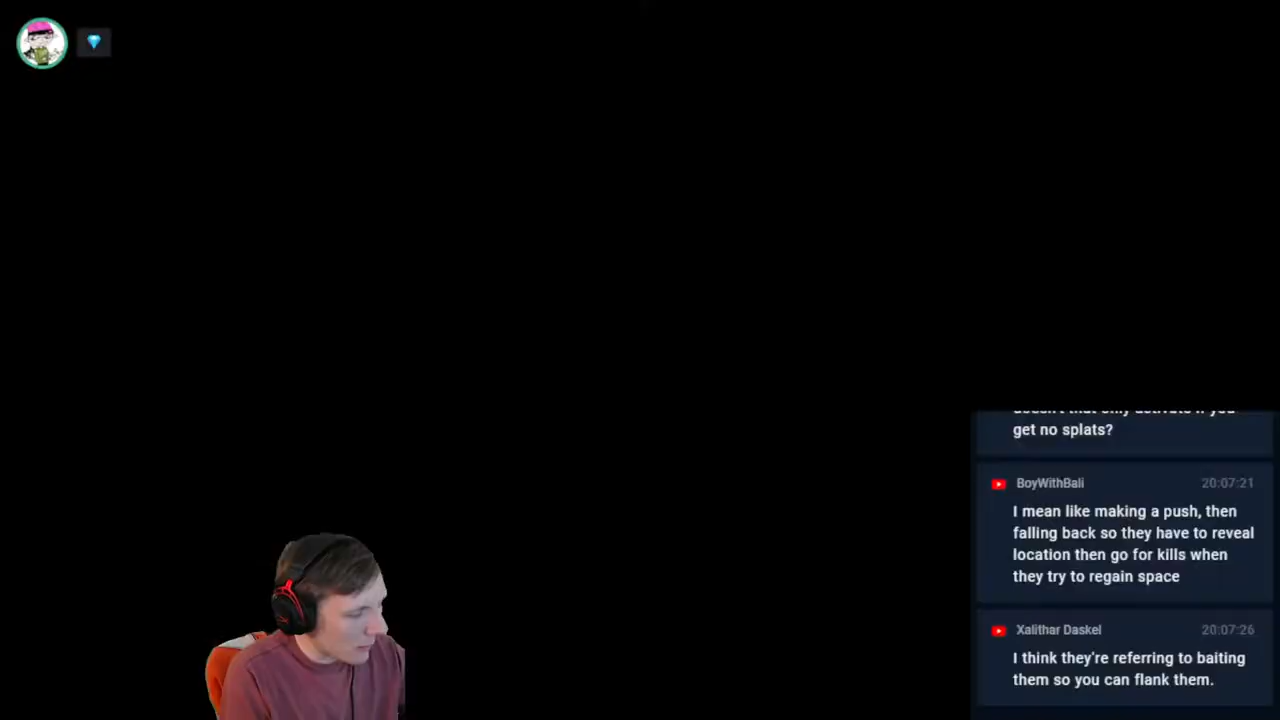 get no splats?
BoyWithBali 20:07:21
I mean like making a push, then
falling back so they have to reveal
location then go for kills when
they try to regain space
Xalithar Daskel 20:07:26
I think they're referring to baiting
them so you can flank them.